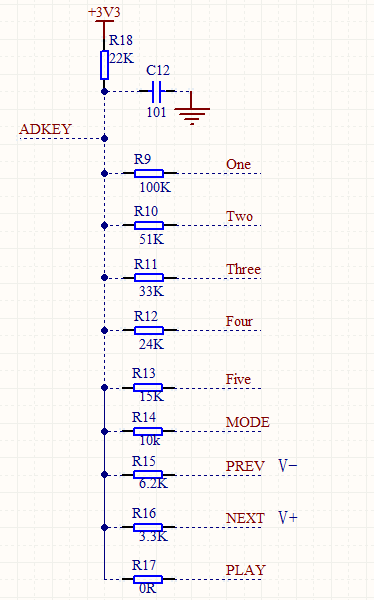 +3V3
R18
22K
C12
101
ADKEY
R9
One
100K
R10
Two
51K
R11
Three
33K
R12
Four
24K
R13
Five
15K
R14
MODE
10k
R15
PREV V-
6.2K
R16
NEXT V+
3.3K
R17
PLAY
0R